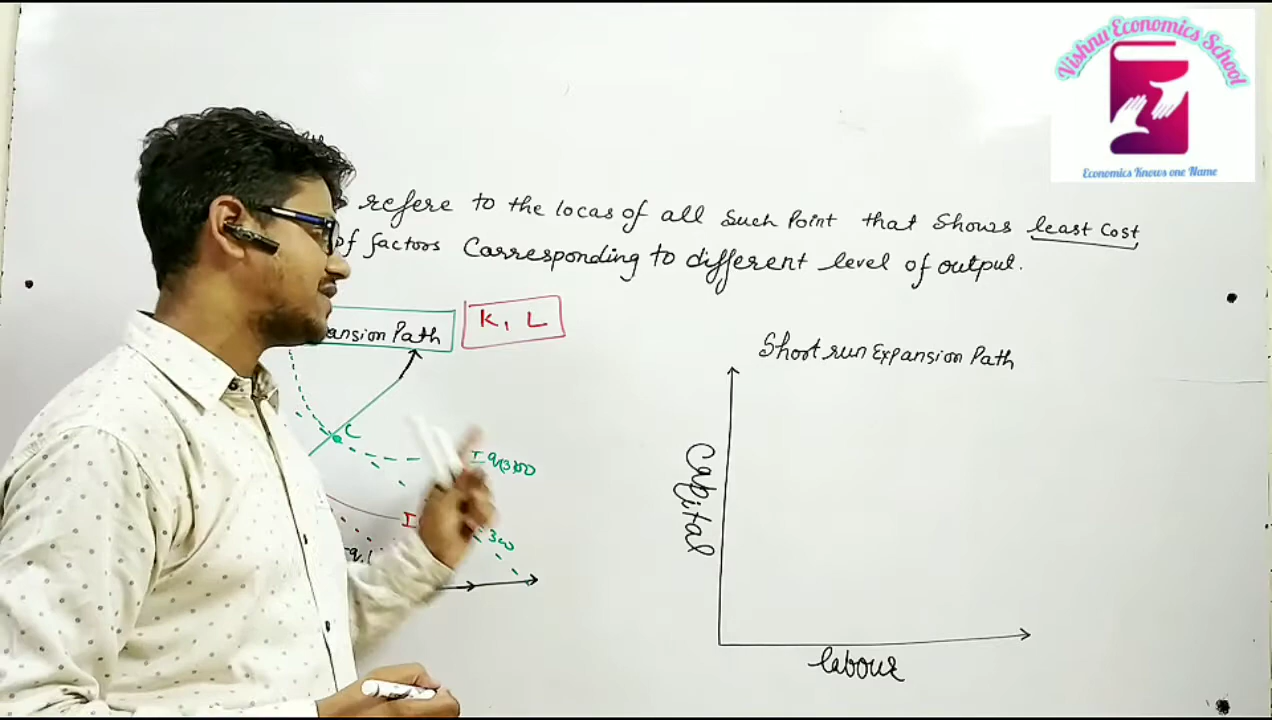 Vishnu Economics School
Economics Knows one Name
refere to the locas of all Such Point that Shows least Cost
of factors Corresponding to different level of output.
ansion Path
K, L
Short run Expansion Path
C
Capital
300
labour